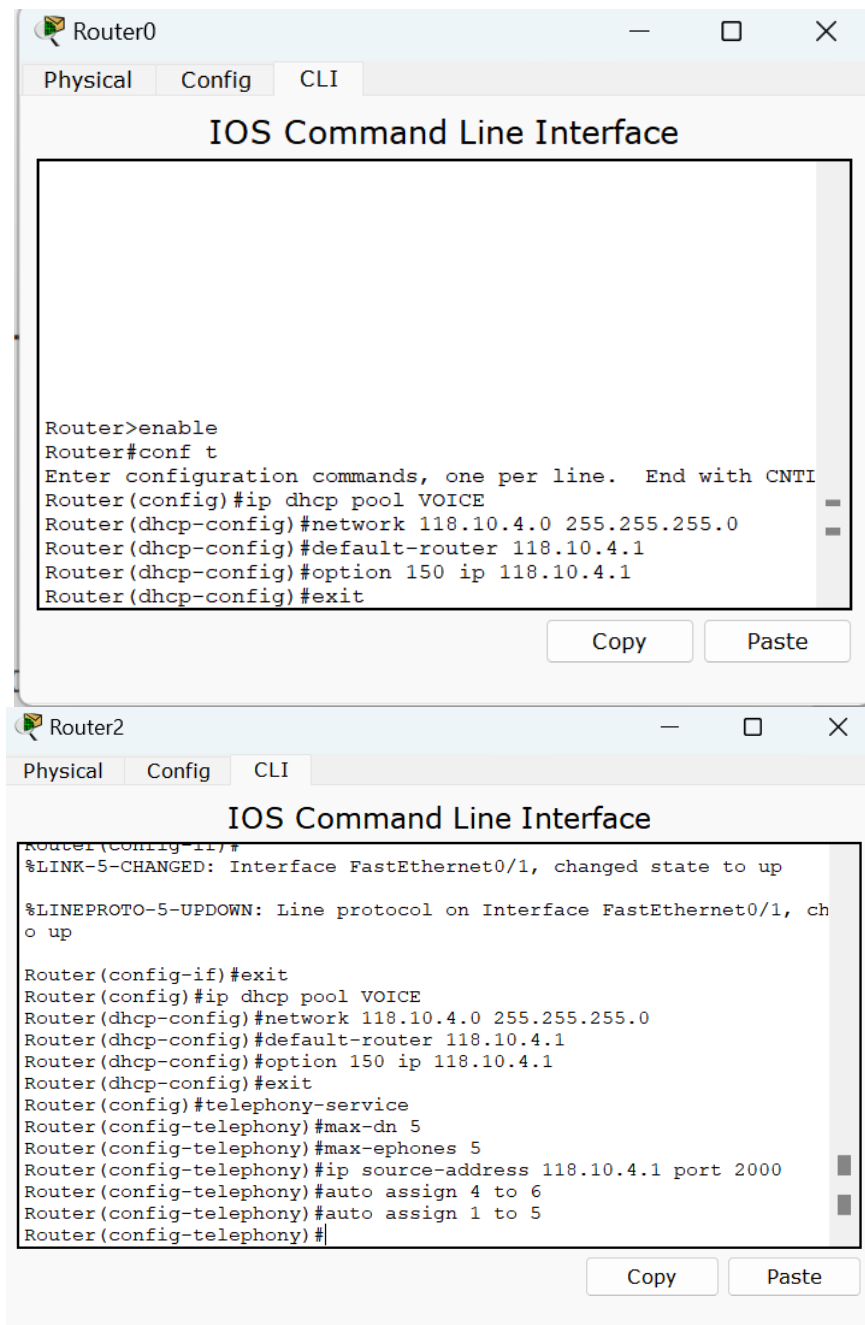 Router0
Physical Config CLI
IOS Command Line Interface
Router>enable
Router#conf t
Enter configuration commands, one per line.  End with CNTL
Router(config)#ip dhcp pool VOICE
Router(dhcp-config)#network 118.10.4.0 255.255.255.0
Router(dhcp-config)#default-router 118.10.4.1
Router(dhcp-config)#option 150 ip 118.10.4.1
Router(dhcp-config)#exit
Copy Paste
Router2
Physical Config CLI
IOS Command Line Interface
Router(config-if)#
%LINK-5-CHANGED: Interface FastEthernet0/1, changed state to up
%LINEPROTO-5-UPDOWN: Line protocol on Interface FastEthernet0/1, ch
o up
Router(config-if)#exit
Router(config)#ip dhcp pool VOICE
Router(dhcp-config)#network 118.10.4.0 255.255.255.0
Router(dhcp-config)#default-router 118.10.4.1
Router(dhcp-config)#option 150 ip 118.10.4.1
Router(dhcp-config)#exit
Router(config)#telephony-service
Router(config-telephony)#max-dn 5
Router(config-telephony)#max-ephones 5
Router(config-telephony)#ip source-address 118.10.4.1 port 2000
Router(config-telephony)#auto assign 4 to 6
Router(config-telephony)#auto assign 1 to 5
Router(config-telephony)#
Copy Paste